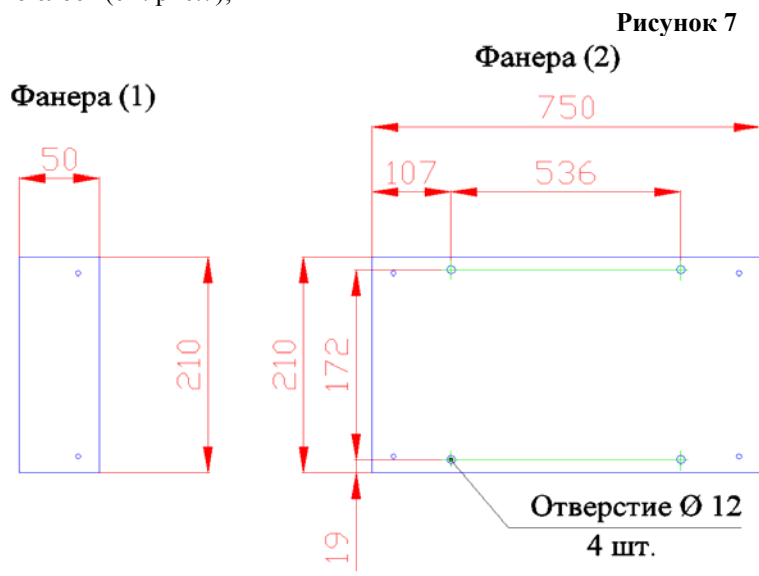 Рисунок 7
Фанера (2)
Фанера (1)
750
50
107
536
210
210
172
Отверстие Ø 12
4 шт.
19